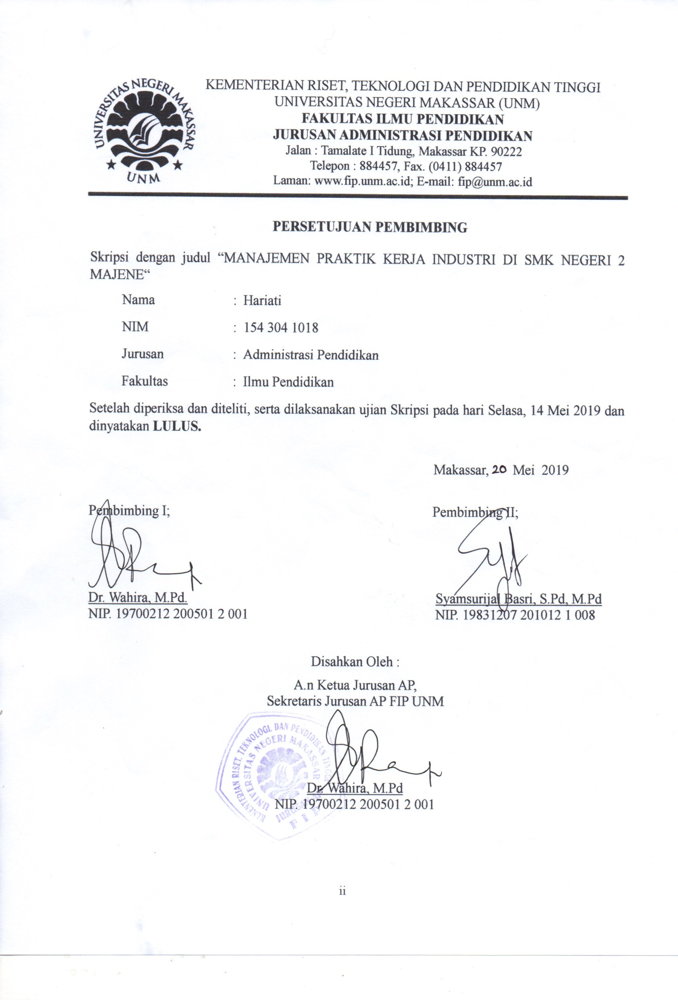 UNIVERSITAS NEGERI MAKASSAR
UNM
KEMENTERIAN RISET, TEKNOLOGI DAN PENDIDIKAN TINGGI
UNIVERSITAS NEGERI MAKASSAR (UNM)
FAKULTAS ILMU PENDIDIKAN
JURUSAN ADMINISTRASI PENDIDIKAN
Jalan : Tamalate I Tidung, Makassar KP. 90222
Telepon : 884457, Fax. (0411) 884457
Laman: www.fip.unm.ac.id; E-mail: fip@unm.ac.id
PERSETUJUAN PEMBIMBING
Skripsi dengan judul “MANAJEMEN PRAKTIK KERJA INDUSTRI DI SMK NEGERI 2
MAJENE“
Nama : Hariati
NIM : 154 304 1018
Jurusan : Administrasi Pendidikan
Fakultas : Ilmu Pendidikan
Setelah diperiksa dan diteliti, serta dilaksanakan ujian Skripsi pada hari Selasa, 14 Mei 2019 dan
dinyatakan LULUS.
Makassar, 20 Mei 2019
Pembimbing I;
Pembimbing II;
Dr. Wahira, M.Pd.
NIP. 19700212 200501 2 001
Syamsurijal Basri, S.Pd, M.Pd
NIP. 19831207 201012 1 008
Disahkan Oleh :
A.n Ketua Jurusan AP,
Sekretaris Jurusan AP FIP UNM
KEMENTERIAN RISET, TEKNOLOGI, DAN PENDIDIKAN TINGGI
UNIVERSITAS NEGERI MAKASSAR
JURUSAN
FIP
Dr. Wahira, M.Pd
NIP. 19700212 200501 2 001
ii